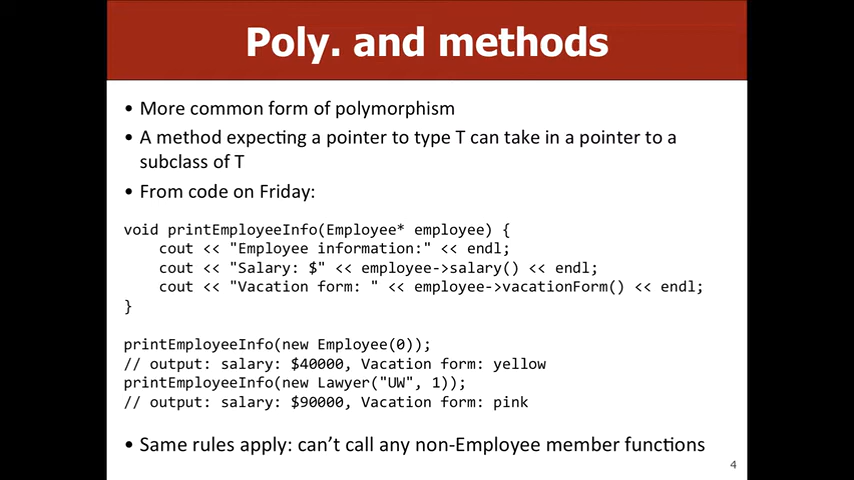 Poly. and methods
• More common form of polymorphism
• A method expecting a pointer to type T can take in a pointer to a
subclass of T
• From code on Friday:
void printEmployeeInfo(Employee* employee) {
    cout << "Employee information:" << endl;
    cout << "Salary: $" << employee->salary() << endl;
    cout << "Vacation form: " << employee->vacationForm() << endl;
}
printEmployeeInfo(new Employee(0));
// output: salary: $40000, Vacation form: yellow
printEmployeeInfo(new Lawyer("UW", 1));
// output: salary: $90000, Vacation form: pink
• Same rules apply: can’t call any non-Employee member functions
4